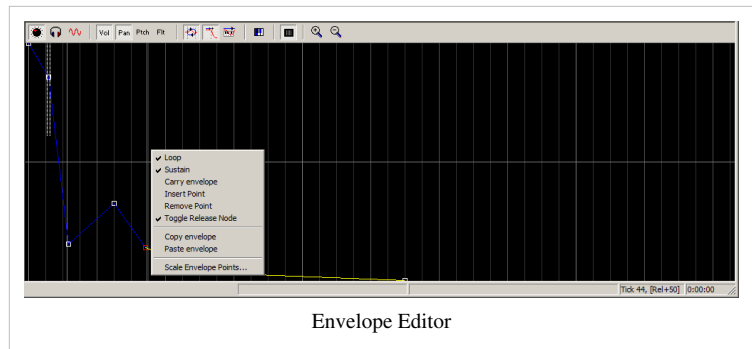 Vol Pan Ptch Flt
Loop
Sustain
Carry envelope
Insert Point
Remove Point
Toggle Release Node
Copy envelope
Paste envelope
Scale Envelope Points...
Tick 44, [Rel+50] 0:00:00
Envelope Editor